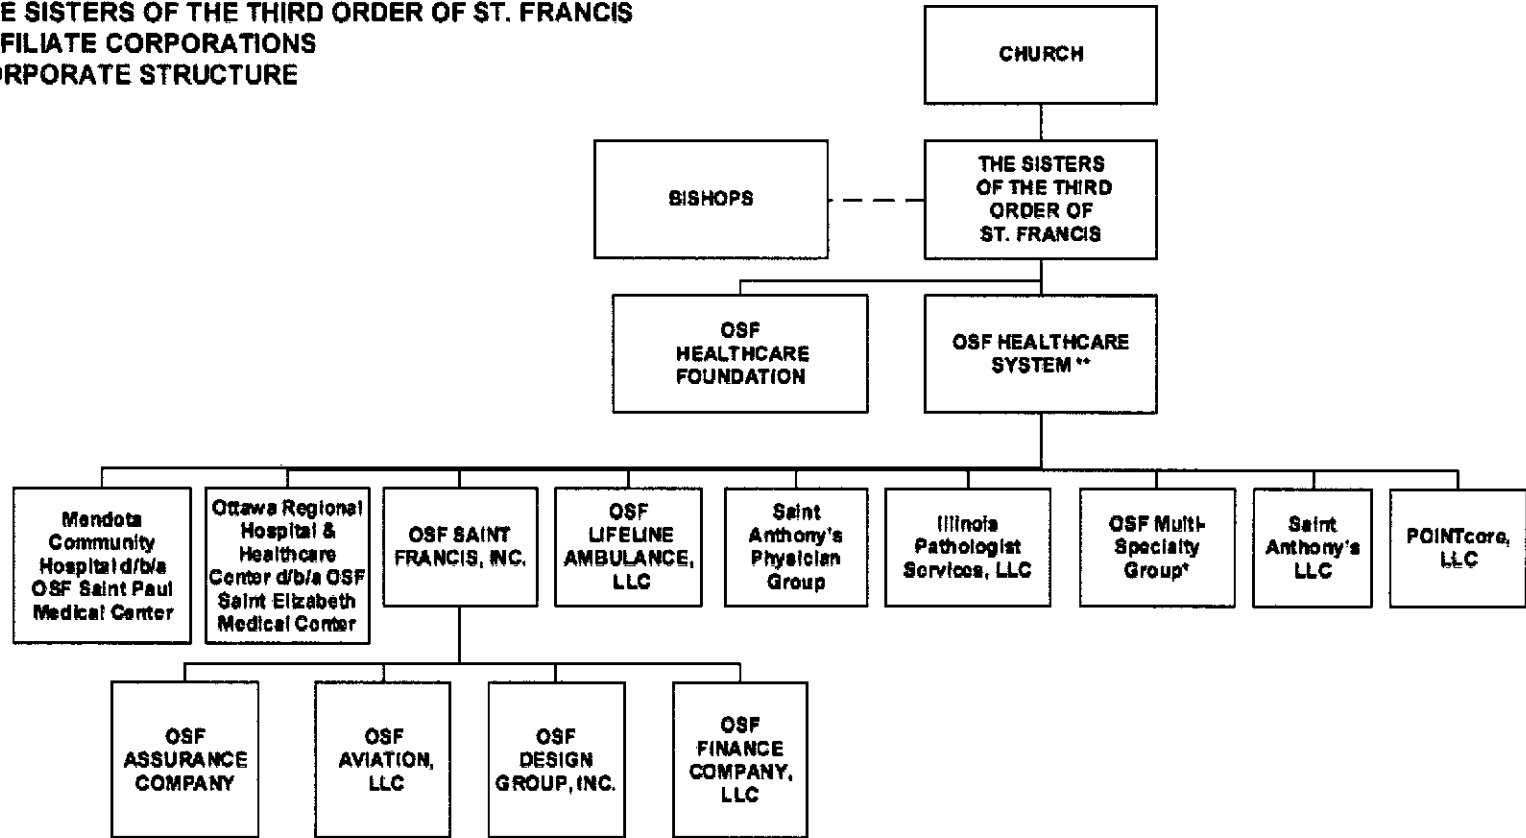 E SISTERS OF THE THIRD ORDER OF ST. FRANCIS
FFILIATE CORPORATIONS
ORPORATE STRUCTURE
CHURCH
BISHOPS
THE SISTERS
OF THE THIRD
ORDER OF
ST. FRANCIS
OSF
HEALTHCARE
FOUNDATION
OSF HEALTHCARE
SYSTEM **
Mendota
Community
Hospital d/b/a
OSF Saint Paul
Medical Center
Ottawa Regional
Hospital &
Healthcare
Center d/b/a OSF
Saint Elizabeth
Medical Center
OSF SAINT
FRANCIS, INC.
OSF
LIFELINE
AMBULANCE,
LLC
Saint
Anthony's
Physician
Group
Illinois
Pathologist
Services, LLC
OSF Multi-
Specialty
Group*
Saint
Anthony's
LLC
POINTcore,
LLC
OSF
ASSURANCE
COMPANY
OSF
AVIATION,
LLC
OSF
DESIGN
GROUP, INC.
OSF
FINANCE
COMPANY,
LLC